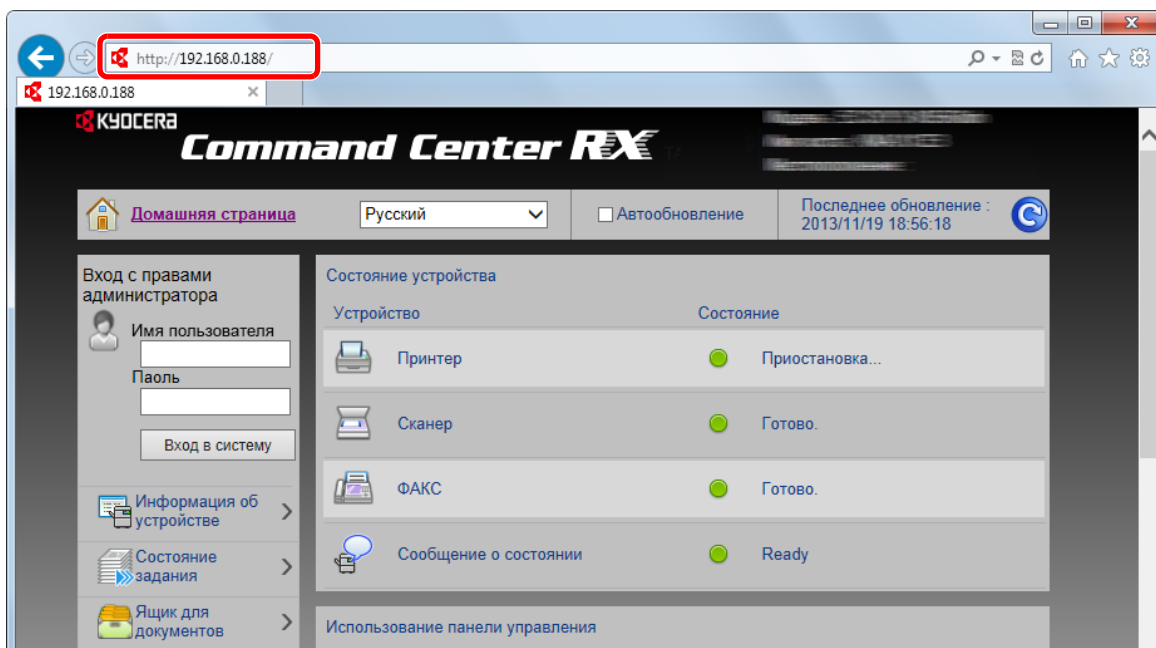 http://192.168.0.188/
192.168.0.188
KYOCERA
Command Center RX
Домашняя страница
Русский
Автообновление
Последнее обновление :
2013/11/19 18:56:18
Вход с правами
администратора
Имя пользователя
Паоль
Вход в систему
Информация об
устройстве
Состояние
задания
Ящик для
документов
Состояние устройства
Устройство Состояние
Принтер Приостановка...
Сканер Готово.
ФАКС Готово.
Сообщение о состоянии Ready
Использование панели управления